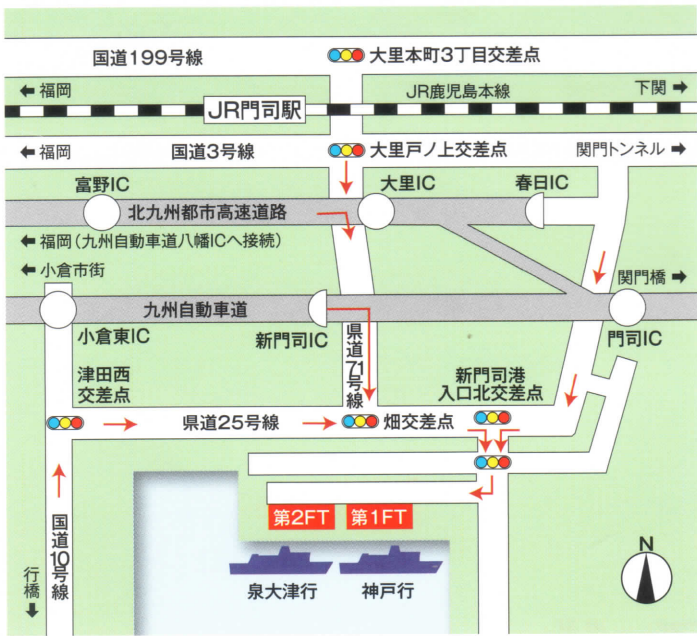 国道199号線
大里本町3丁目交差点
福岡
JR鹿児島本線
下関
JR門司駅
福岡
国道3号線
大里戸ノ上交差点
関門トンネル
富野IC
大里IC
春日IC
北九州都市高速道路
福岡(九州自動車道八幡ICへ接続)
小倉市街
関門橋
九州自動車道
小倉東IC
新門司IC
門司IC
県道71号線
津田西
交差点
新門司港
入口北交差点
県道25号線
畑交差点
国道10号線
第2FT
第1FT
泉大津行
神戸行
行橋
N